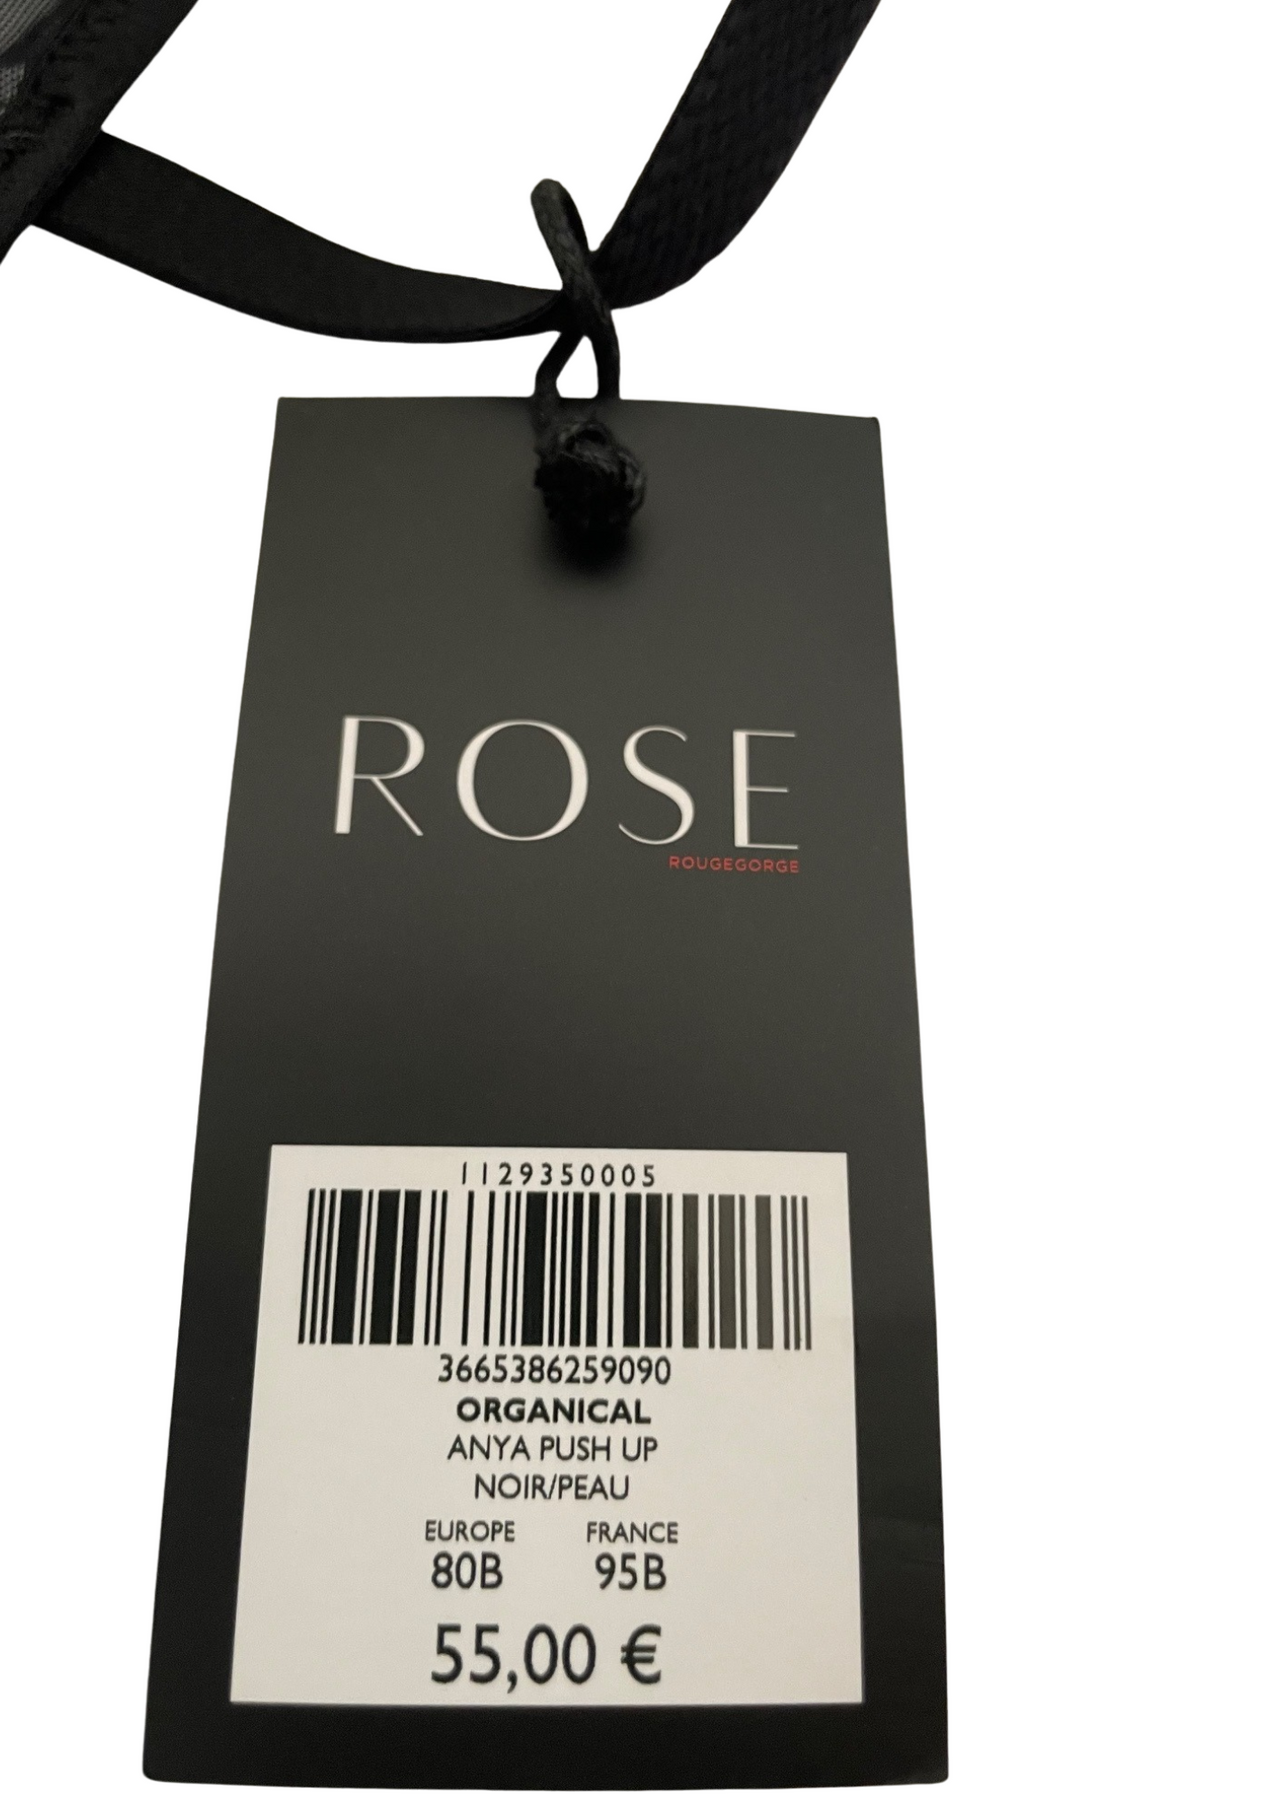 ROSE
ROUGEGORGE
1129350005
3665386259090
ORGANICAL
ANYA PUSH UP
NOIR/PEAU
EUROPE FRANCE
80B 95B
55,00 €